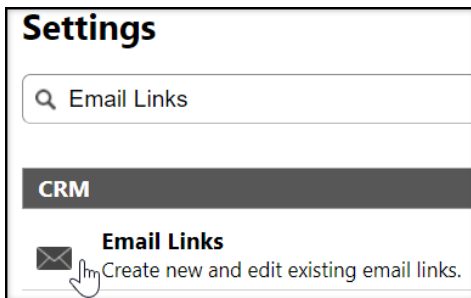 Settings
Email Links
CRM
Email Links
Create new and edit existing email links.